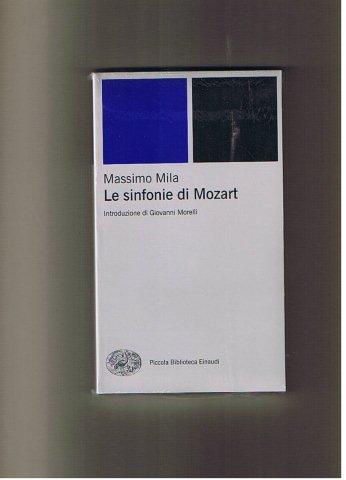 Massimo Mila
Le sinfonie di Mozart
Introduzione di Giovanni Morelli
Piccola Biblioteca Einaudi